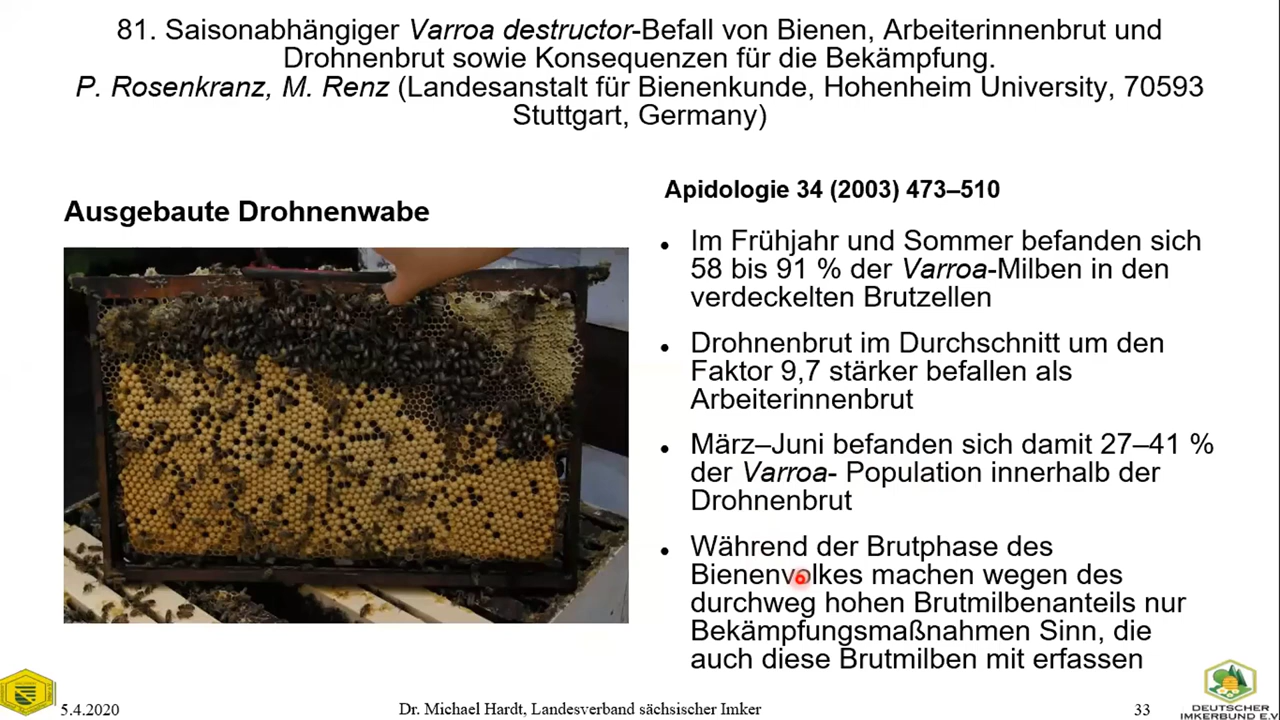 81. Saisonabhängiger Varroa destructor-Befall von Bienen, Arbeiterinnenbrut und
Drohnenbrut sowie Konsequenzen für die Bekämpfung.
P. Rosenkranz, M. Renz (Landesanstalt für Bienenkunde, Hohenheim University, 70593
Stuttgart, Germany)
Ausgebaute Drohnenwabe
Apidologie 34 (2003) 473–510
• Im Frühjahr und Sommer befanden sich
58 bis 91 % der Varroa-Milben in den
verdeckelten Brutzellen
• Drohnenbrut im Durchschnitt um den
Faktor 9,7 stärker befallen als
Arbeiterinnenbrut
• März–Juni befanden sich damit 27–41 %
der Varroa- Population innerhalb der
Drohnenbrut
• Während der Brutphase des
Bienenvolkes machen wegen des
durchweg hohen Brutmilbenanteils nur
Bekämpfungsmaßnahmen Sinn, die
auch diese Brutmilben mit erfassen
5.4.2020
Dr. Michael Hardt, Landesverband sächsischer Imker
33
DEUTSCHER
IMKERBUND E.V